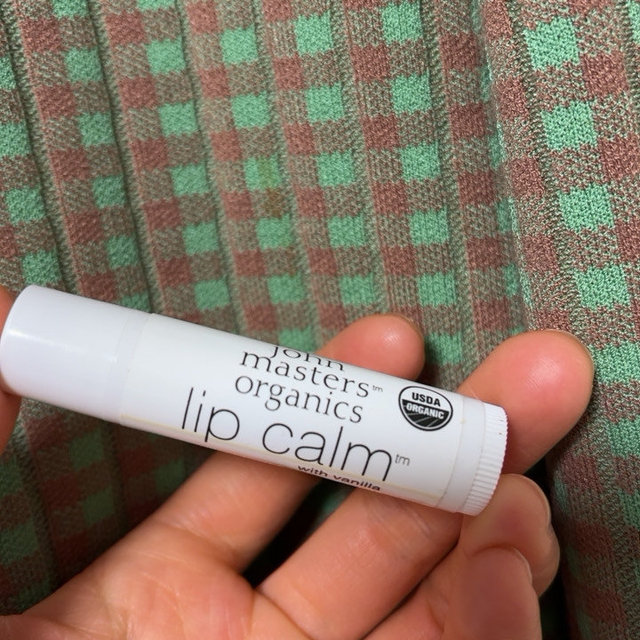 john
masters™
organics
lip calm™
with vanilla
USDA
ORGANIC